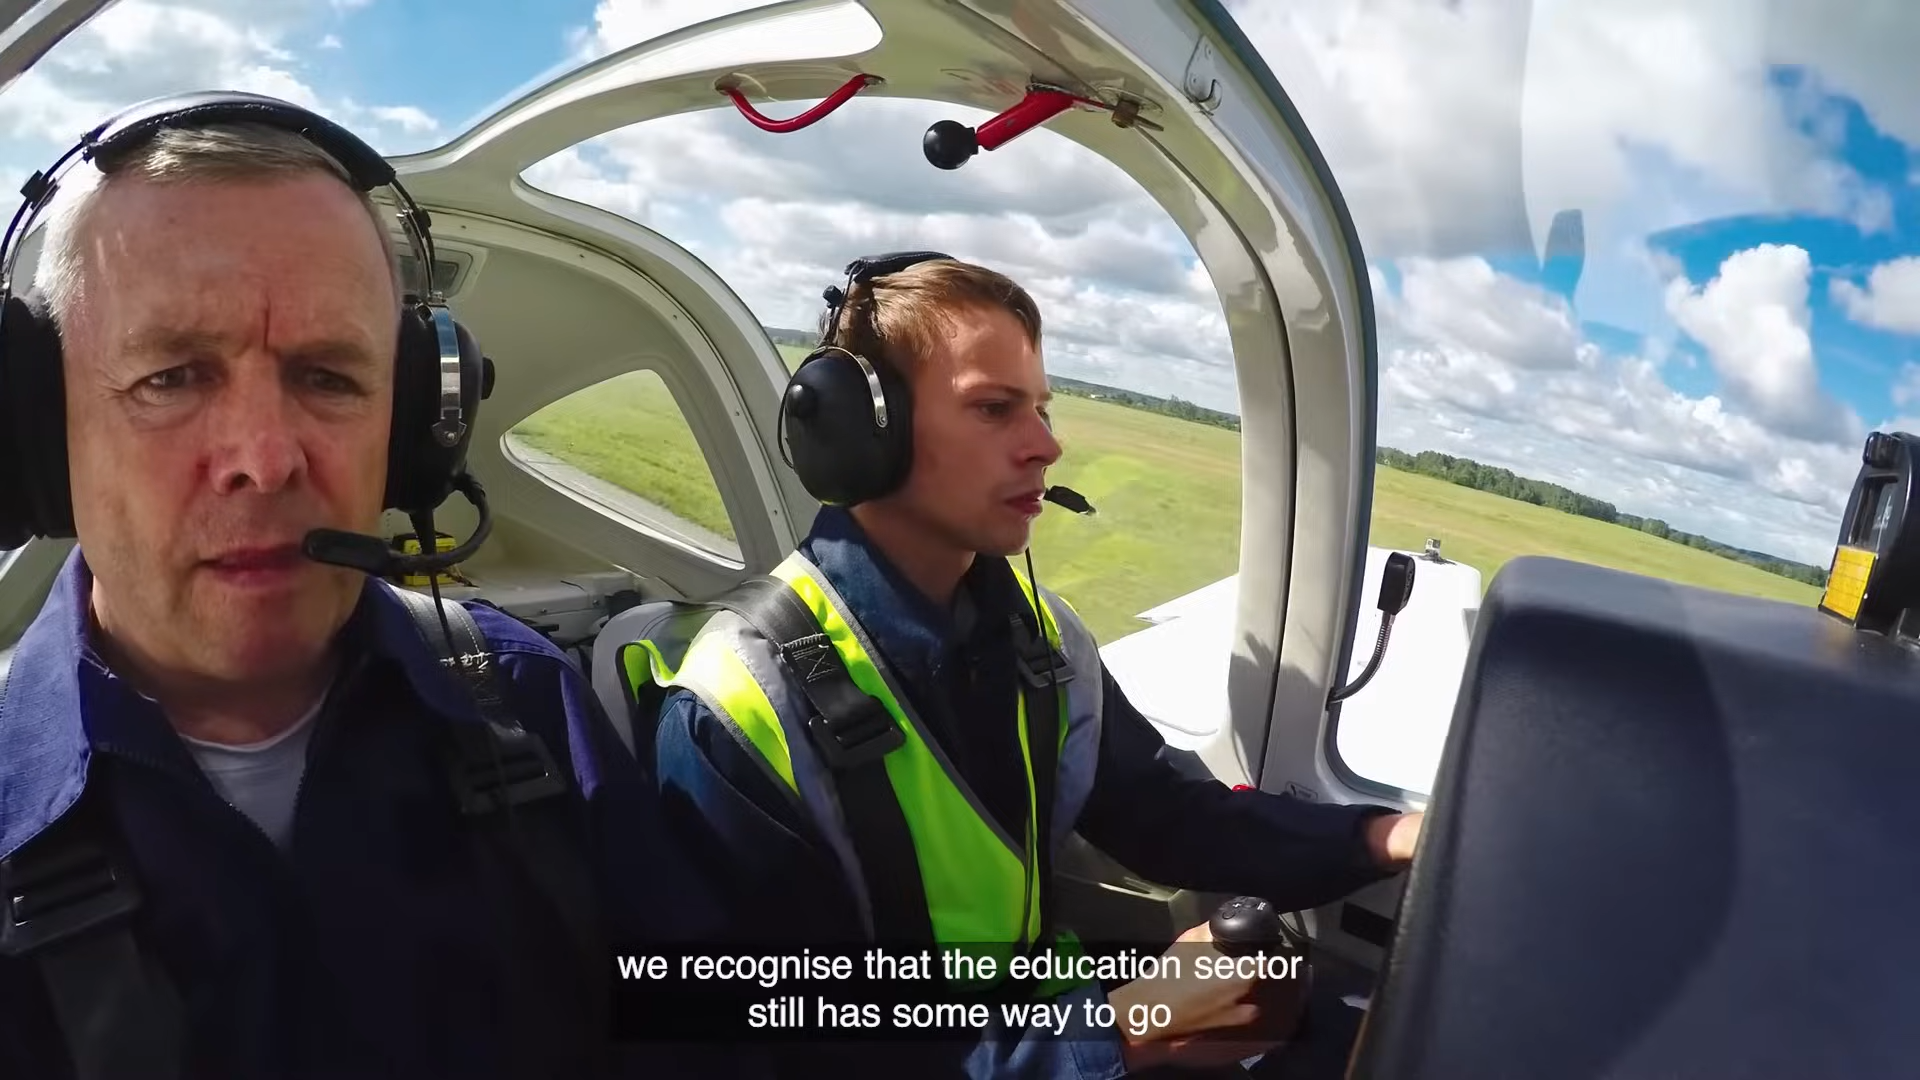 we recognise that the education sector
still has some way to go